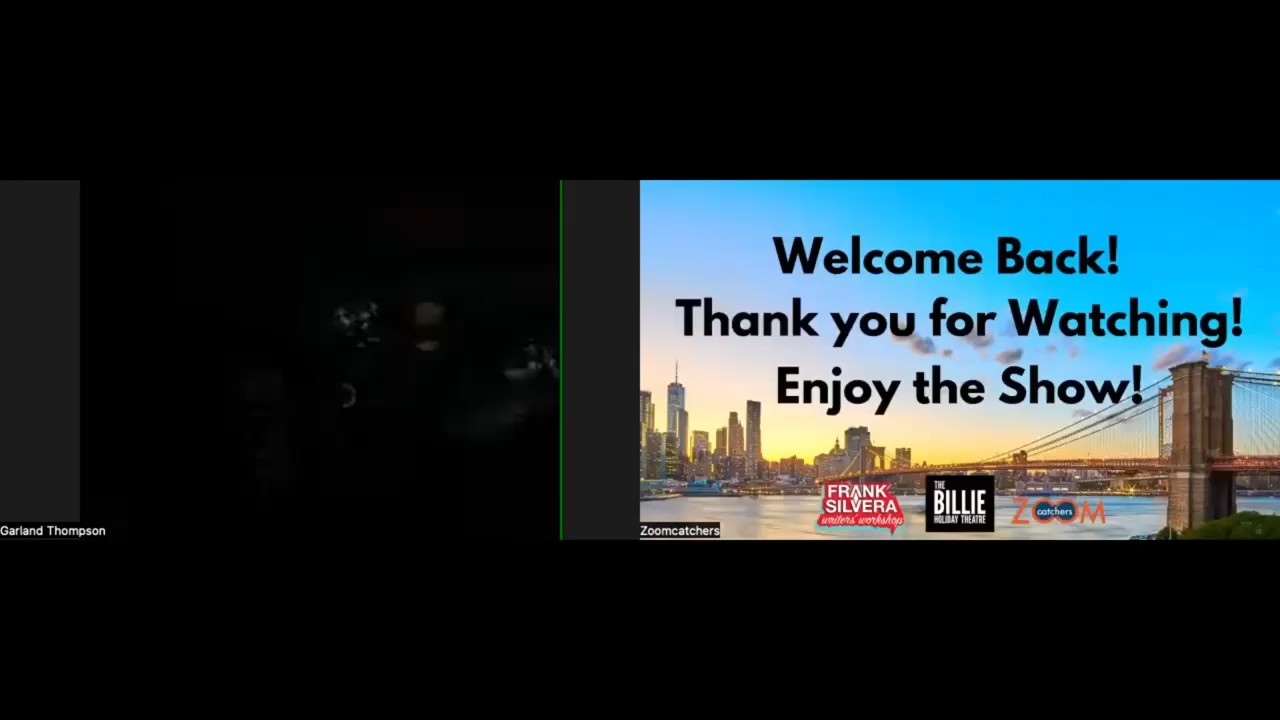 Welcome Back!
Thank you for Watching!
Enjoy the Show!
FRANK
SILVERA
writers' workshop
THE
BILLIE
HOLIDAY THEATRE
ZOOM
catchers
Garland Thompson
Zoomcatchers